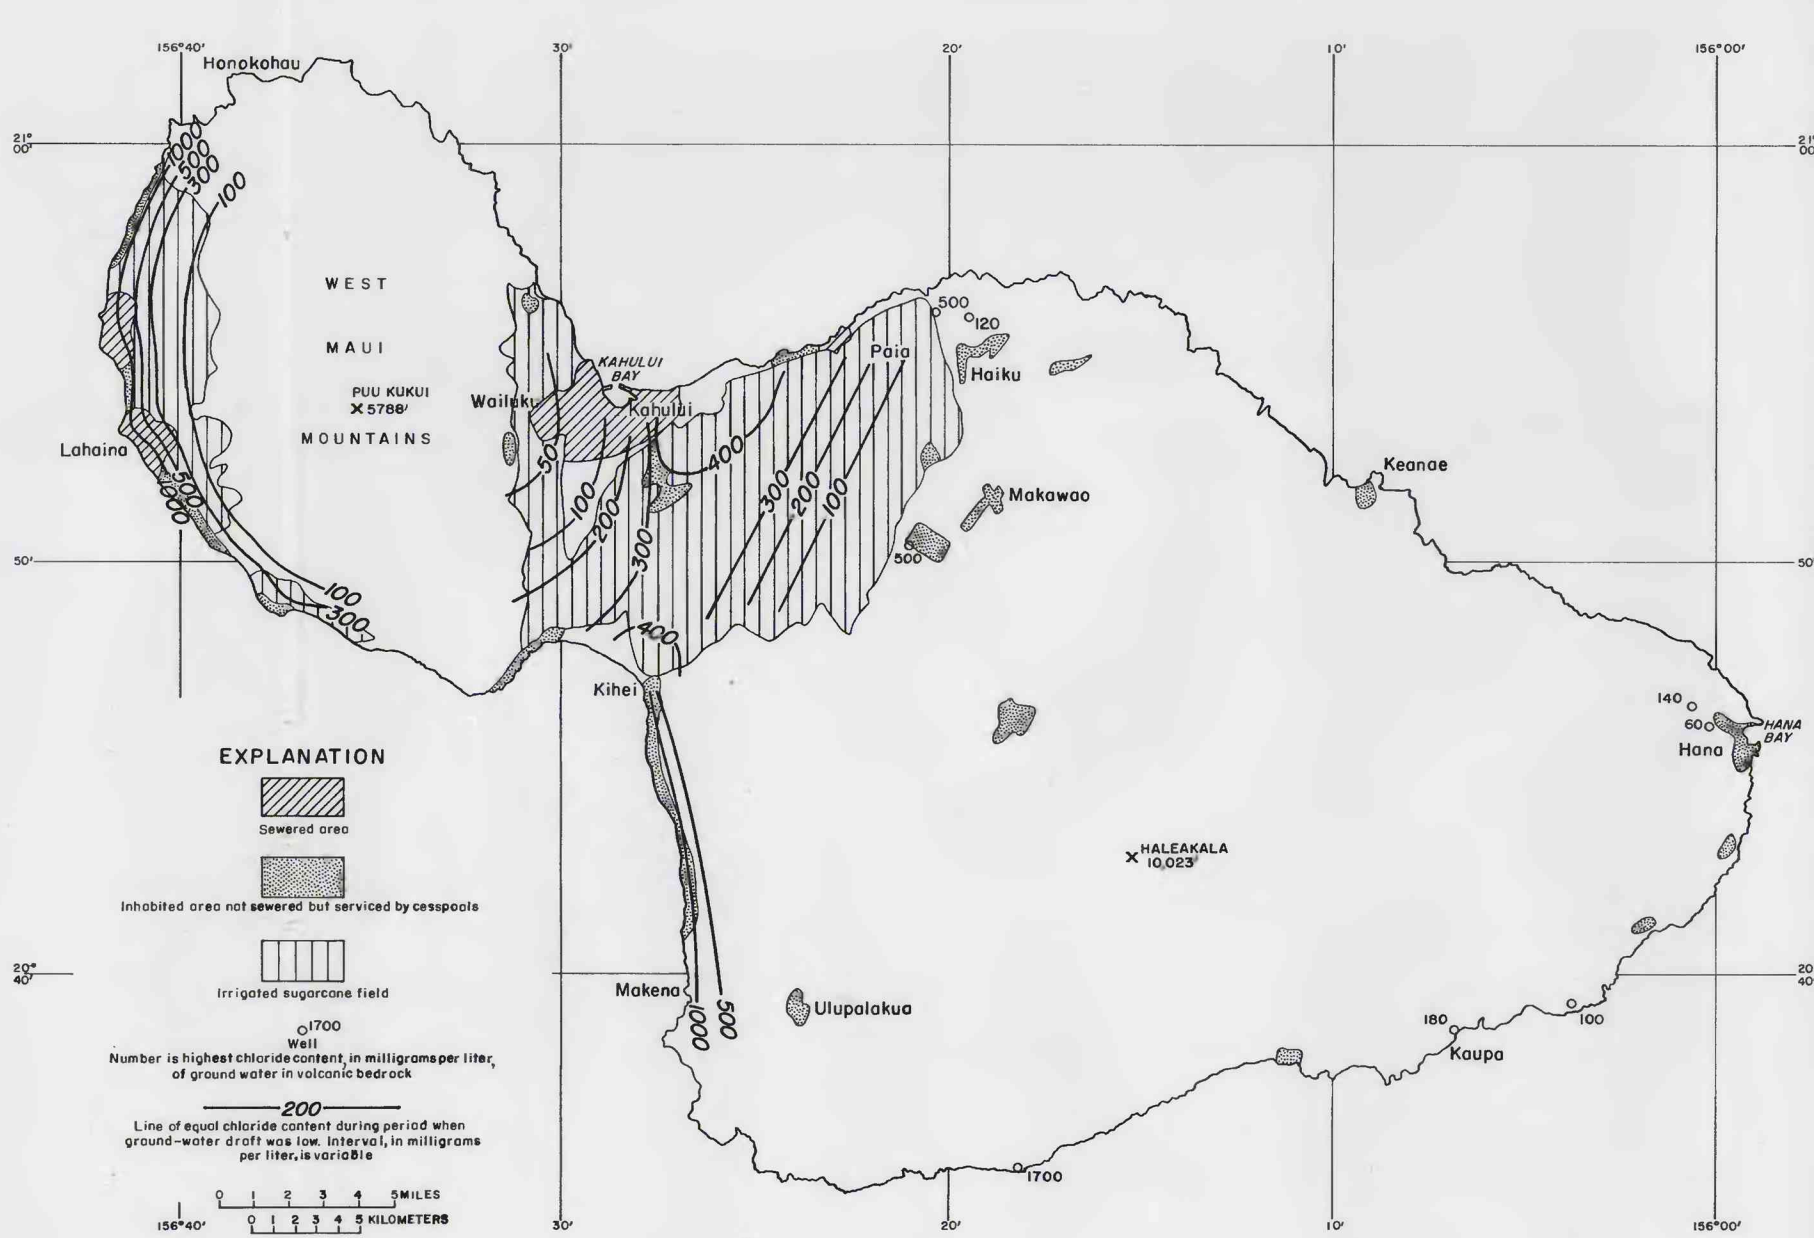 156°40'
30'
20'
10'
156°00'
Honokohau
21°
00'
21°
00'
1000
500
300
100
WEST
MAUI
MOUNTAINS
PUU KUKUI
X 5788'
500
120
KAHULUI
BAY
Paia
Haiku
Wailuku
Kahului
Lahaina
50
400
300
200
100
100
200
300
500
1000
Keanae
Makawao
500
50'
50'
100
300
400
Kihei
140
60
HANA
BAY
Hana
EXPLANATION
Sewered area
Inhabited area not sewered but serviced by cesspools
Irrigated sugarcane field
1700
Well
Number is highest chloride content, in milligrams per liter,
of ground water in volcanic bedrock
200
Line of equal chloride content during period when
ground-water draft was low. Interval, in milligrams
per liter, is variable
0 1 2 3 4 5 MILES
0 1 2 3 4 5 KILOMETERS
X HALEAKALA
10,023
20°
40'
20°
40'
Makena
1000
500
Ulupalakua
180
100
Kaupa
1700
156°40'
30'
20'
10'
156°00'